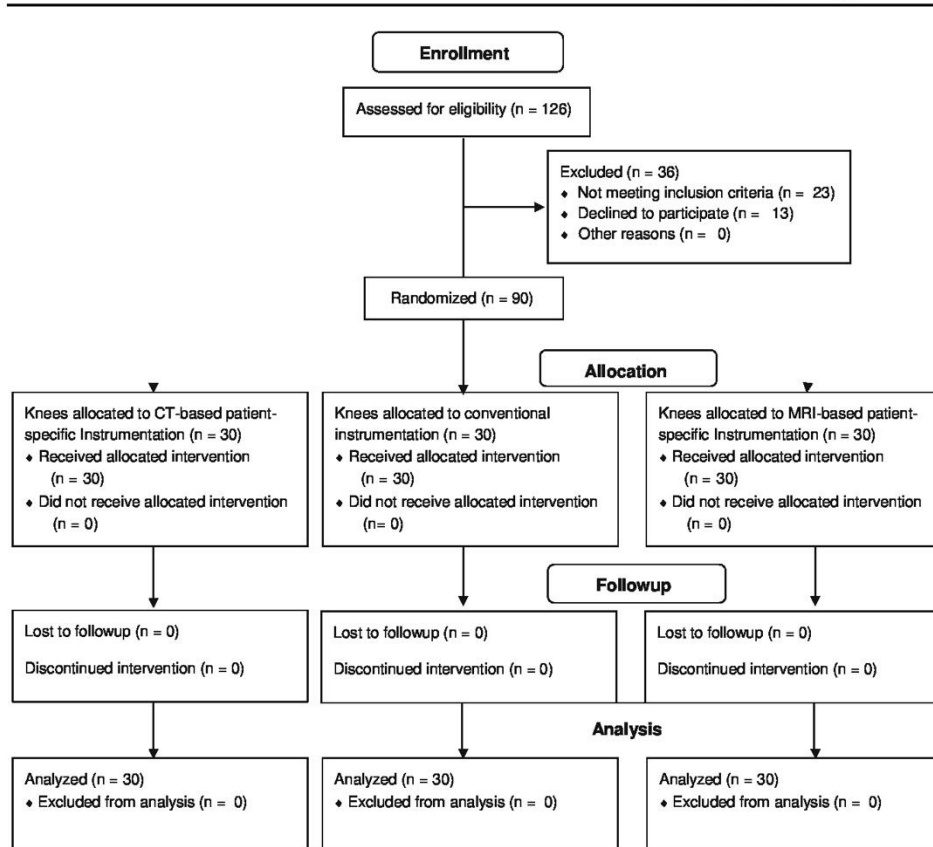 Enrollment
Assessed for eligibility (n = 126)
Excluded (n = 36)
♦ Not meeting inclusion criteria (n = 23)
♦ Declined to participate (n = 13)
♦ Other reasons (n = 0)
Randomized (n = 90)
Allocation
Knees allocated to CT-based patient-
specific Instrumentation (n = 30)
♦ Received allocated intervention
(n = 30)
♦ Did not receive allocated intervention
(n = 0)
Knees allocated to conventional
instrumentation (n = 30)
♦ Received allocated intervention
(n = 30)
♦ Did not receive allocated intervention
(n= 0)
Knees allocated to MRI-based patient-
specific Instrumentation (n = 30)
♦ Received allocated intervention
(n = 30)
♦ Did not receive allocated intervention
(n = 0)
Followup
Lost to followup (n = 0)
Discontinued intervention (n = 0)
Lost to followup (n = 0)
Discontinued intervention (n = 0)
Lost to followup (n = 0)
Discontinued intervention (n = 0)
Analysis
Analyzed (n = 30)
♦ Excluded from analysis (n = 0)
Analyzed (n = 30)
♦ Excluded from analysis (n = 0)
Analyzed (n = 30)
♦ Excluded from analysis (n = 0)